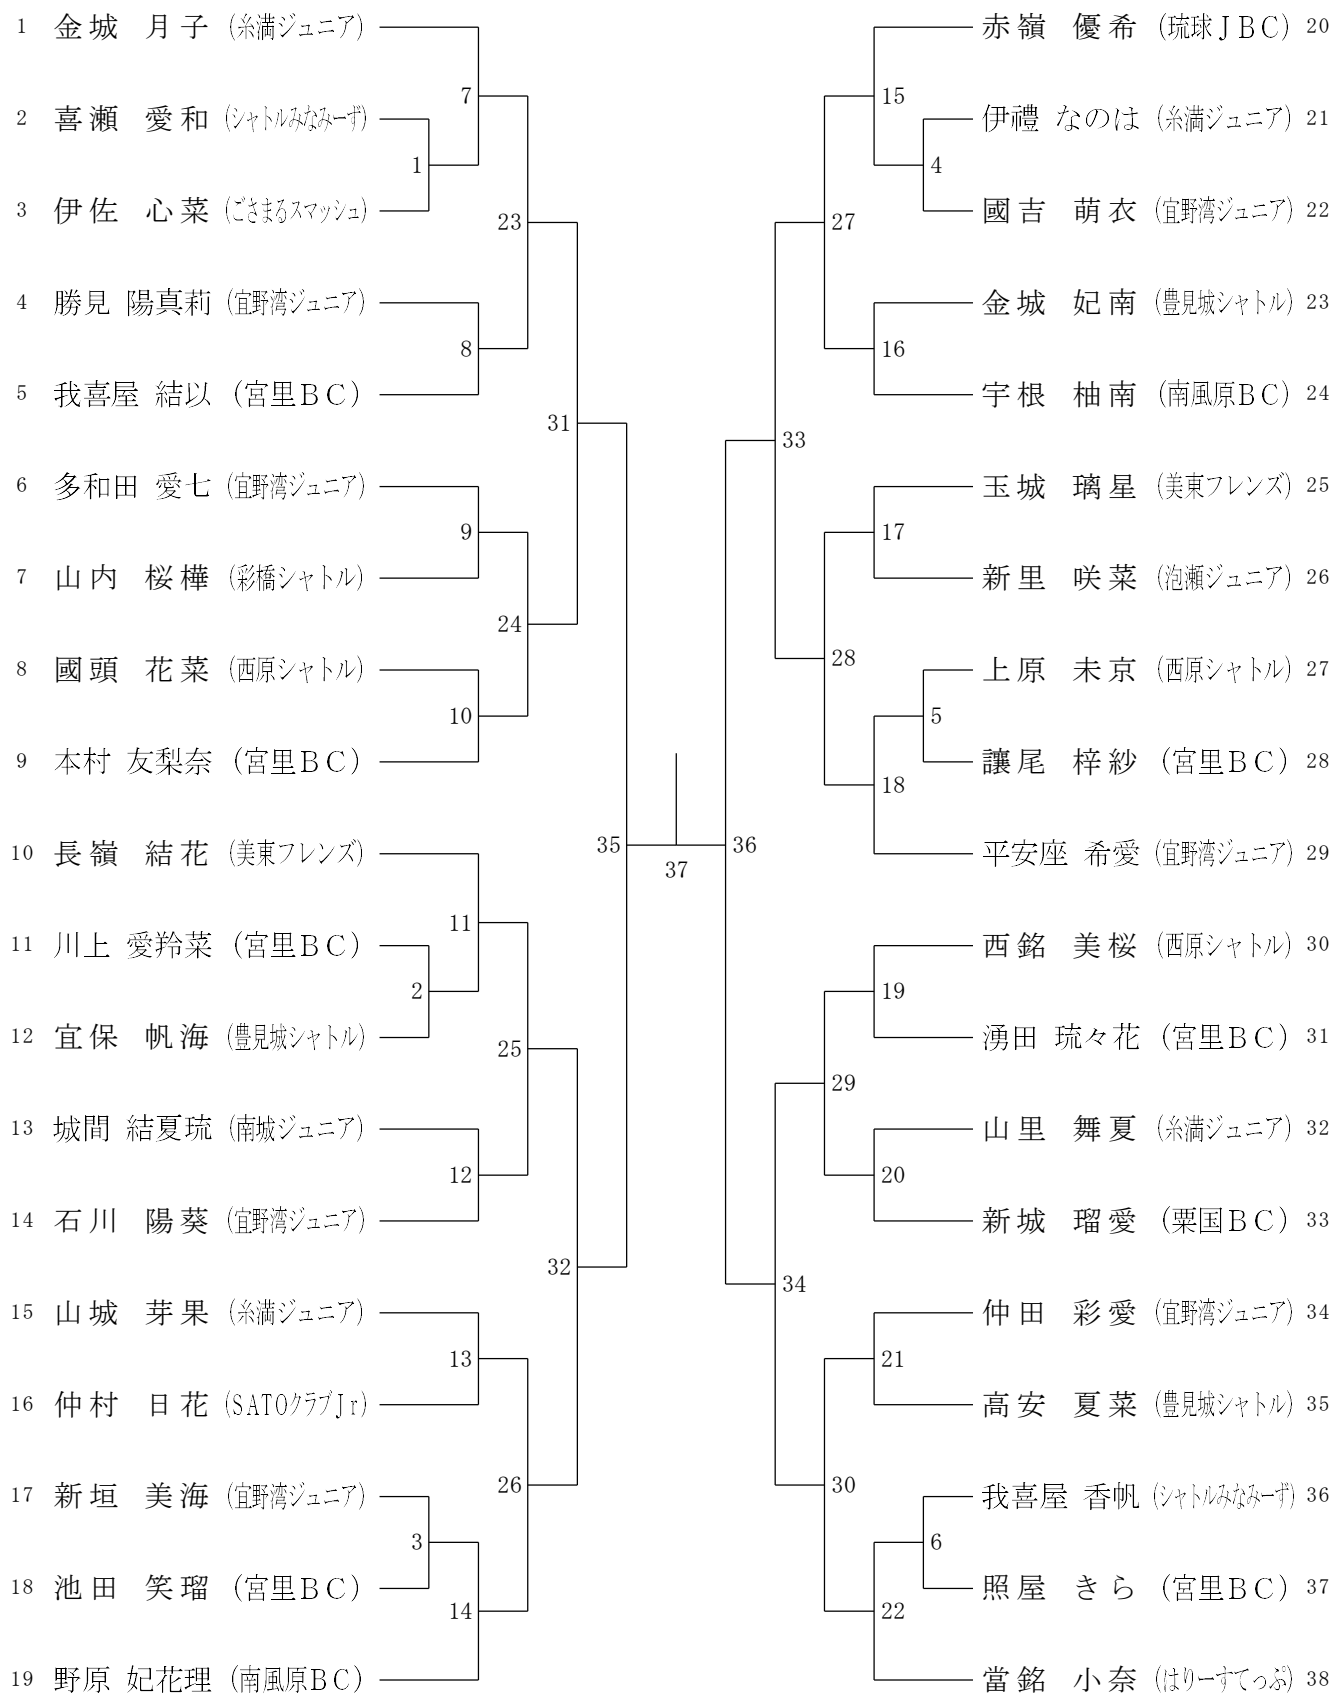 1 金城 月子 (糸満ジュニア)
2 喜瀬 愛和 (シャトルみなみーず)
3 伊佐 心菜 (ごさまるスマッシュ)
4 勝見 陽真莉 (宜野湾ジュニア)
5 我喜屋 結以 (宮里ＢＣ)
6 多和田 愛七 (宜野湾ジュニア)
7 山内 桜樺 (彩橋シャトル)
8 國頭 花菜 (西原シャトル)
9 本村 友梨奈 (宮里ＢＣ)
10 長嶺 結花 (美東フレンズ)
11 川上 愛羚菜 (宮里ＢＣ)
12 宜保 帆海 (豊見城シャトル)
13 城間 結夏琉 (南城ジュニア)
14 石川 陽葵 (宜野湾ジュニア)
15 山城 芽果 (糸満ジュニア)
16 仲村 日花 (SATOクラブJr)
17 新垣 美海 (宜野湾ジュニア)
18 池田 笑瑠 (宮里ＢＣ)
19 野原 妃花理 (南風原ＢＣ)
7
1
23
8
31
9
24
10
35
11
2
25
12
32
13
26
3
14
37
36
15
4
27
16
33
17
28
5
18
19
29
20
34
21
30
6
22
赤嶺 優希 (琉球ＪＢＣ) 20
伊禮 なのは (糸満ジュニア) 21
國吉 萌衣 (宜野湾ジュニア) 22
金城 妃南 (豊見城シャトル) 23
宇根 柚南 (南風原ＢＣ) 24
玉城 璃星 (美東フレンズ) 25
新里 咲菜 (泡瀬ジュニア) 26
上原 未京 (西原シャトル) 27
譲尾 梓紗 (宮里ＢＣ) 28
平安座 希愛 (宜野湾ジュニア) 29
西銘 美桜 (西原シャトル) 30
湧田 琉々花 (宮里ＢＣ) 31
山里 舞夏 (糸満ジュニア) 32
新城 瑠愛 (粟国ＢＣ) 33
仲田 彩愛 (宜野湾ジュニア) 34
高安 夏菜 (豊見城シャトル) 35
我喜屋 香帆 (シャトルみなみーず) 36
照屋 きら (宮里ＢＣ) 37
當銘 小奈 (はりーすてっぷ) 38